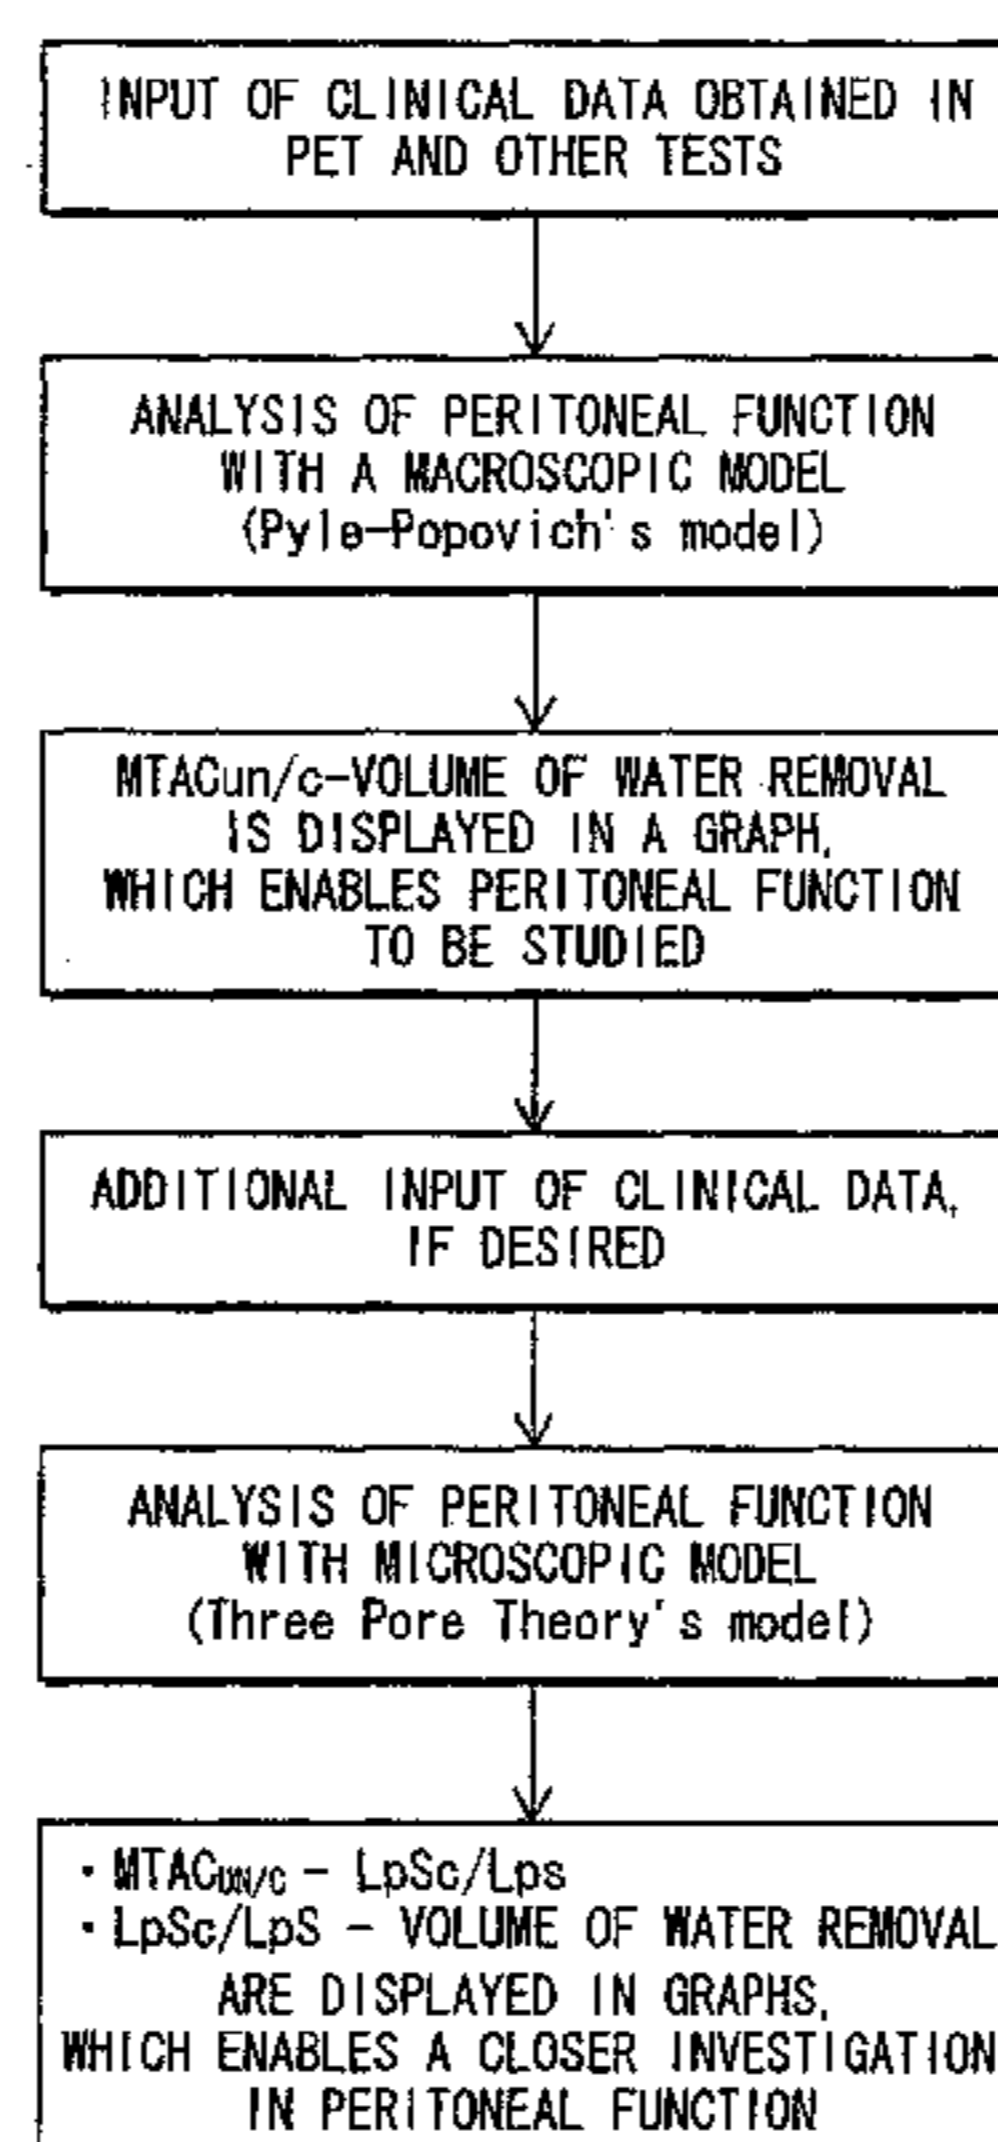 INPUT OF CLINICAL DATA OBTAINED IN
PET AND OTHER TESTS
ANALYSIS OF PERITONEAL FUNCTION
WITH A MACROSCOPIC MODEL
(Pyle-Popovich's model)
MTACun/c-VOLUME OF WATER REMOVAL
IS DISPLAYED IN A GRAPH,
WHICH ENABLES PERITONEAL FUNCTION
TO BE STUDIED
ADDITIONAL INPUT OF CLINICAL DATA,
IF DESIRED
ANALYSIS OF PERITONEAL FUNCTION
WITH MICROSCOPIC MODEL
(Three Pore Theory's model)
・MTACUN/C - LpSc/Lps
・LpSc/LpS - VOLUME OF WATER REMOVAL
ARE DISPLAYED IN GRAPHS,
WHICH ENABLES A CLOSER INVESTIGATION
IN PERITONEAL FUNCTION